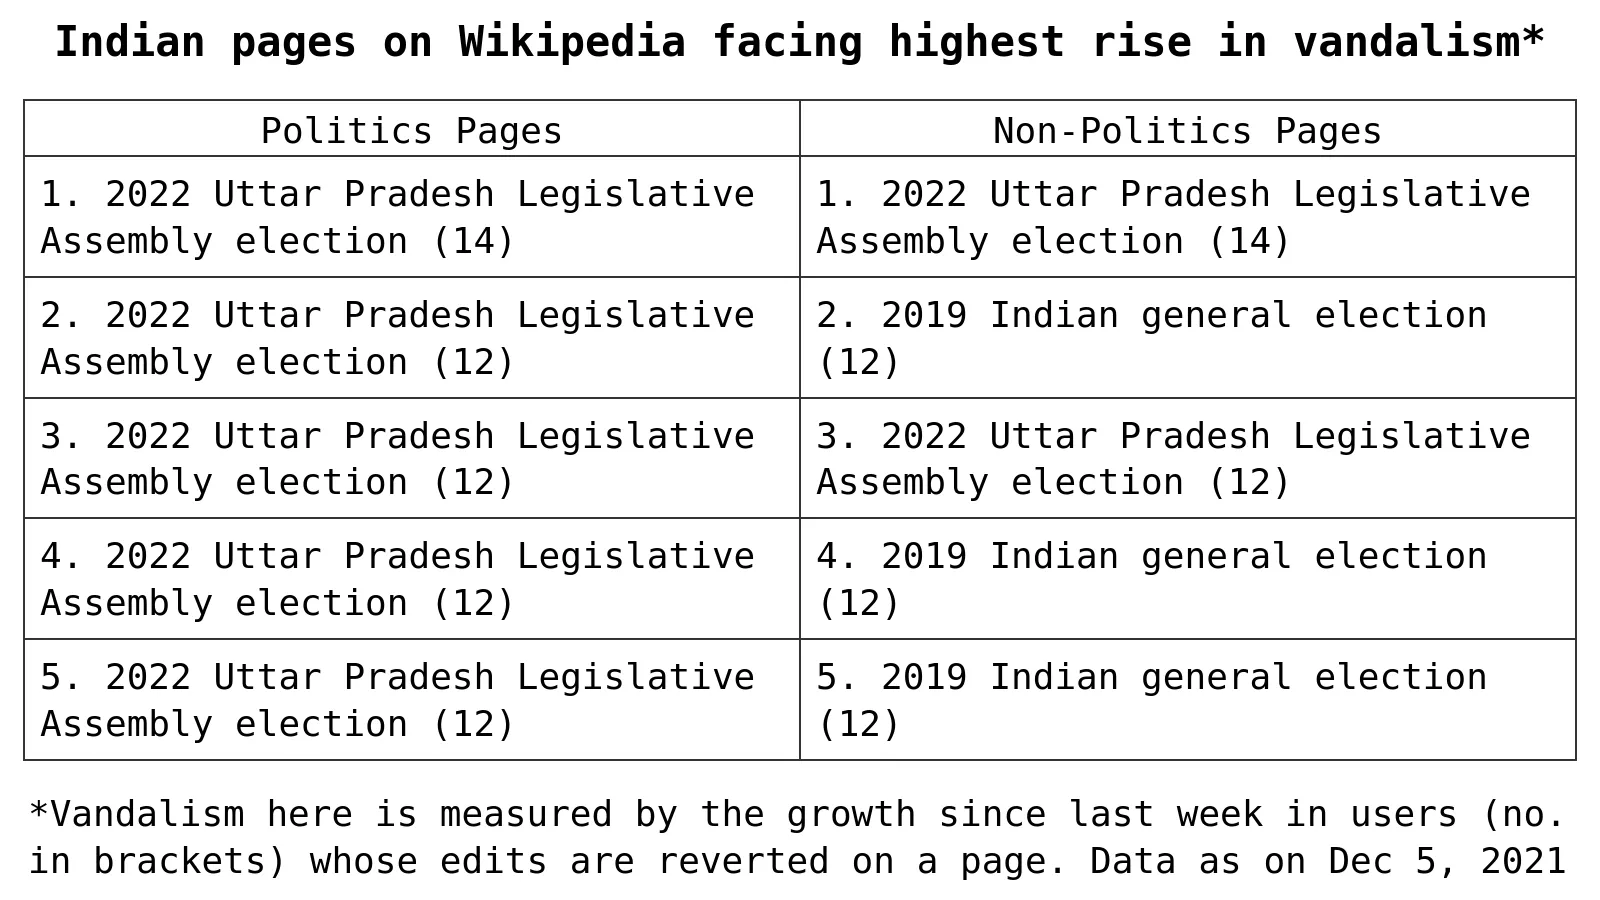 Indian pages on Wikipedia facing highest rise in vandalism*
Politics Pages
Non-Politics Pages
1. 2022 Uttar Pradesh Legislative
Assembly election (14)
1. 2022 Uttar Pradesh Legislative
Assembly election (14)
2. 2022 Uttar Pradesh Legislative
Assembly election (12)
2. 2019 Indian general election
(12)
3. 2022 Uttar Pradesh Legislative
Assembly election (12)
3. 2022 Uttar Pradesh Legislative
Assembly election (12)
4. 2022 Uttar Pradesh Legislative
Assembly election (12)
4. 2019 Indian general election
(12)
5. 2022 Uttar Pradesh Legislative
Assembly election (12)
5. 2019 Indian general election
(12)
*Vandalism here is measured by the growth since last week in users (no.
in brackets) whose edits are reverted on a page. Data as on Dec 5, 2021